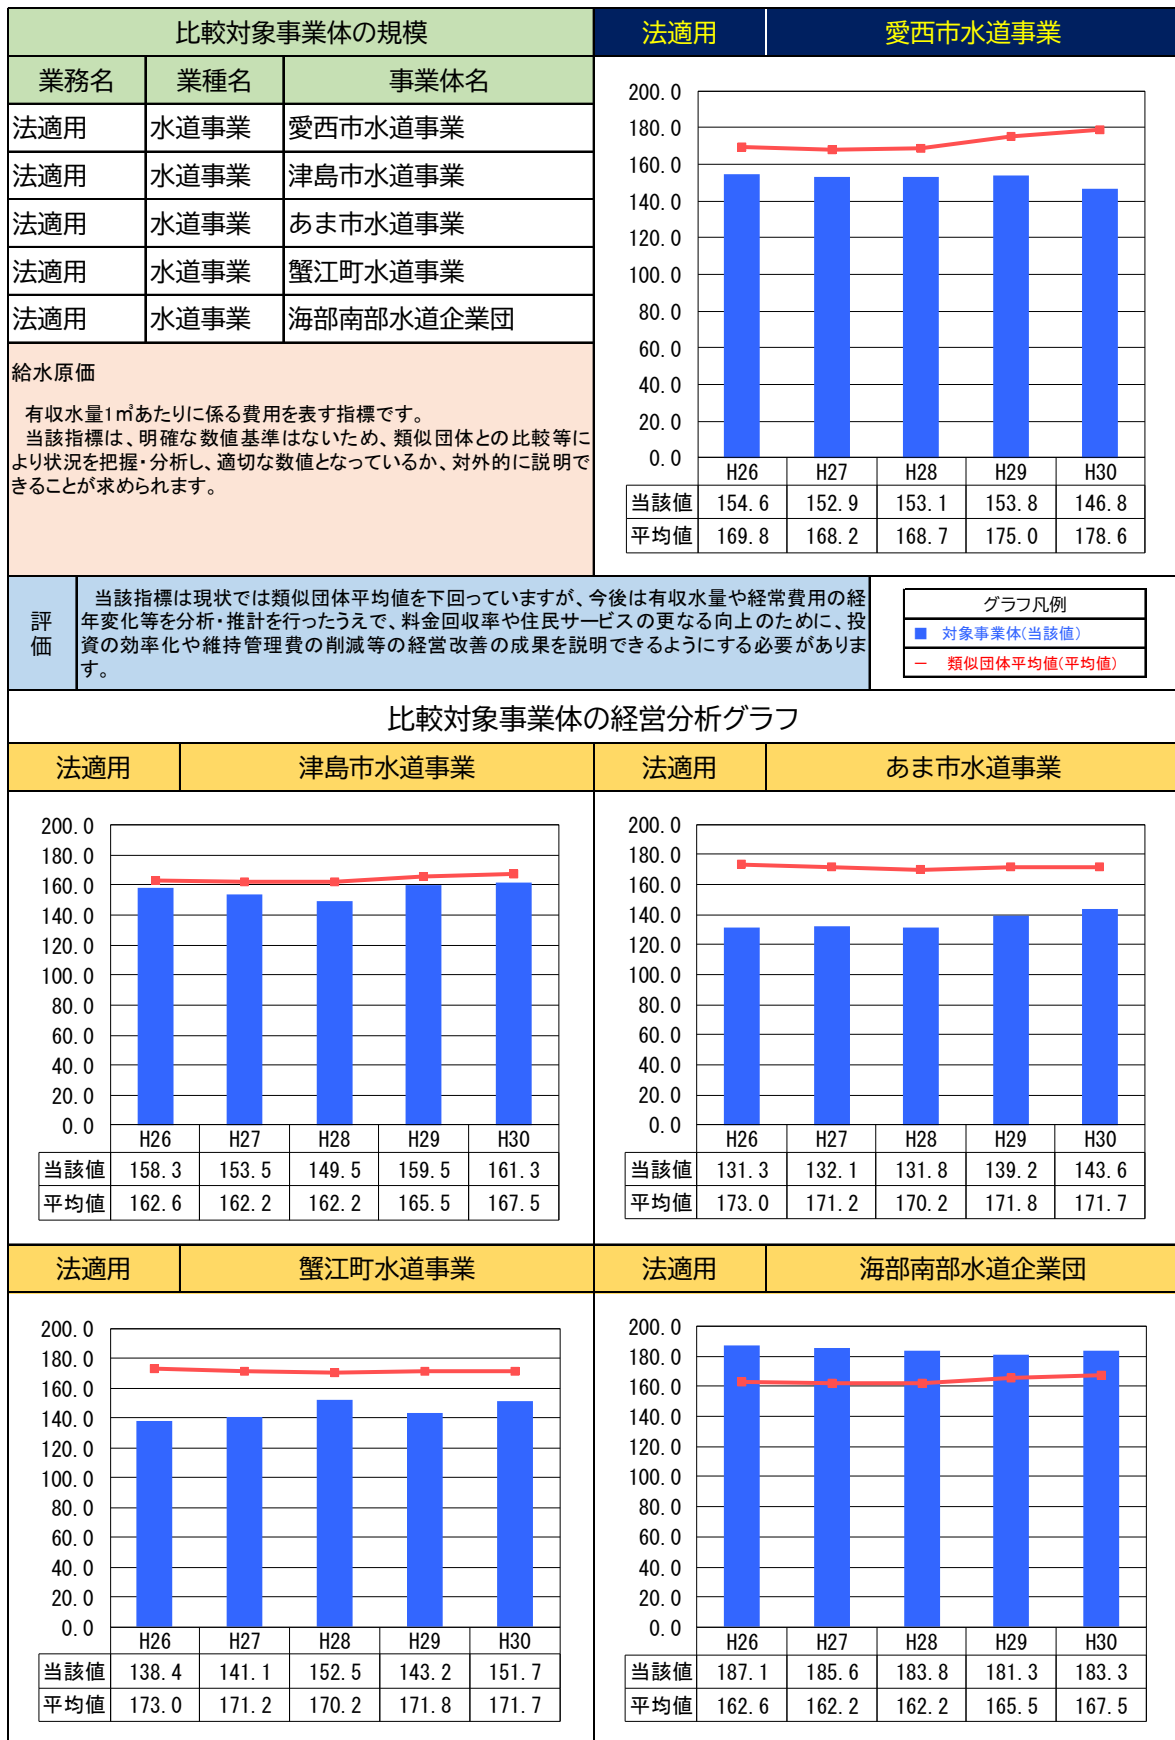 比較対象事業体の規模
法適用 愛西市水道事業
業務名 業種名 事業体名
法適用 水道事業 愛西市水道事業
法適用 水道事業 津島市水道事業
法適用 水道事業 あま市水道事業
法適用 水道事業 蟹江町水道事業
法適用 水道事業 海部南部水道企業団
給水原価
有収水量1㎥あたりに係る費用を表す指標です。
当該指標は、明確な数値基準はないため、類似団体との比較等に
より状況を把握・分析し、適切な数値となっているか、対外的に説明で
きることが求められます。
200.0
180.0
160.0
140.0
120.0
100.0
80.0
60.0
40.0
20.0
0.0
H26 H27 H28 H29 H30
当該値 154.6 152.9 153.1 153.8 146.8
平均値 169.8 168.2 168.7 175.0 178.6
評価
当該指標は現状では類似団体平均値を下回っていますが、今後は有収水量や経常費用の経
年変化等を分析・推計を行ったうえで、料金回収率や住民サービスの更なる向上のために、投
資の効率化や維持管理費の削減等の経営改善の成果を説明できるようにする必要がありま
す。
グラフ凡例
■ 対象事業体(当該値)
― 類似団体平均値(平均値)
比較対象事業体の経営分析グラフ
法適用 津島市水道事業
200.0
180.0
160.0
140.0
120.0
100.0
80.0
60.0
40.0
20.0
0.0
H26 H27 H28 H29 H30
当該値 158.3 153.5 149.5 159.5 161.3
平均値 162.6 162.2 162.2 165.5 167.5
法適用 あま市水道事業
200.0
180.0
160.0
140.0
120.0
100.0
80.0
60.0
40.0
20.0
0.0
H26 H27 H28 H29 H30
当該値 131.3 132.1 131.8 139.2 143.6
平均値 173.0 171.2 170.2 171.8 171.7
法適用 蟹江町水道事業
200.0
180.0
160.0
140.0
120.0
100.0
80.0
60.0
40.0
20.0
0.0
H26 H27 H28 H29 H30
当該値 138.4 141.1 152.5 143.2 151.7
平均値 173.0 171.2 170.2 171.8 171.7
法適用 海部南部水道企業団
200.0
180.0
160.0
140.0
120.0
100.0
80.0
60.0
40.0
20.0
0.0
H26 H27 H28 H29 H30
当該値 187.1 185.6 183.8 181.3 183.3
平均値 162.6 162.2 162.2 165.5 167.5